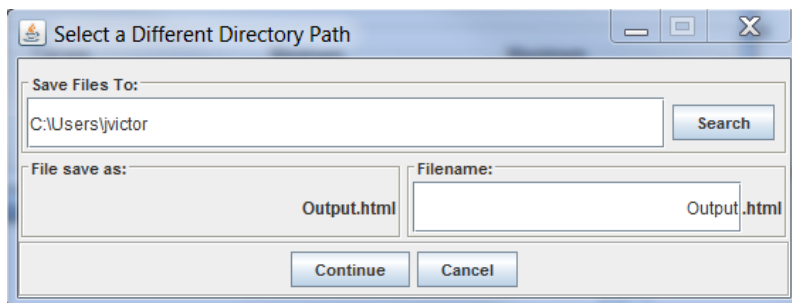 Select a Different Directory Path
Save Files To:
C:\Users\jvictor
Search
File save as:
Output.html
Filename:
Output .html
Continue
Cancel